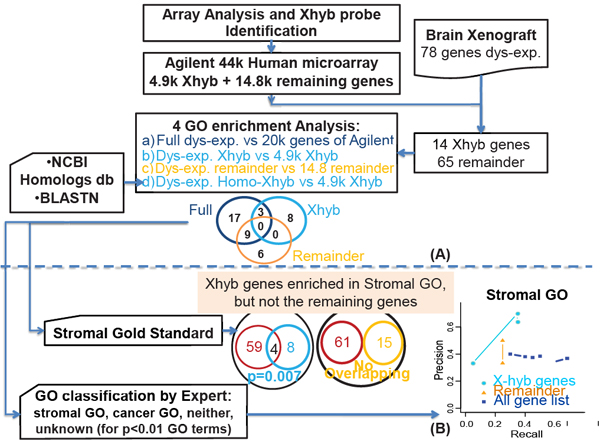 Array Analysis and Xhyb probe
Identification
Brain Xenograft
78 genes dys-exp.
Agilent 44k Human microarray
4.9k Xhyb + 14.8k remaining genes
4 GO enrichment Analysis:
a) Full dys-exp. vs 20k genes of Agilent
b) Dys-exp. Xhyb vs 4.9k Xhyb
c) Dys-exp. remainder vs 14.8 remainder
d) Dys-exp. Homo-Xhyb vs 4.9k Xhyb
14 Xhyb genes
65 remainder
•NCBI
Homologs db
•BLASTN
Full
17
3
8
Xhyb
0
9
0
6
Remainder
(A)
Xhyb genes enriched in Stromal GO,
but not the remaining genes
Stromal Gold Standard
59
4
8
p=0.007
61
15
No
Overlapping
GO classification by Expert:
stromal GO, cancer GO, neither,
unknown (for p<0.01 GO terms)
(B)
Stromal GO
Precision
0.6
0.4
0.2
0.0
X-hyb genes
Remainder
All gene list
0.0
0.2
0.4
0.6
Recall